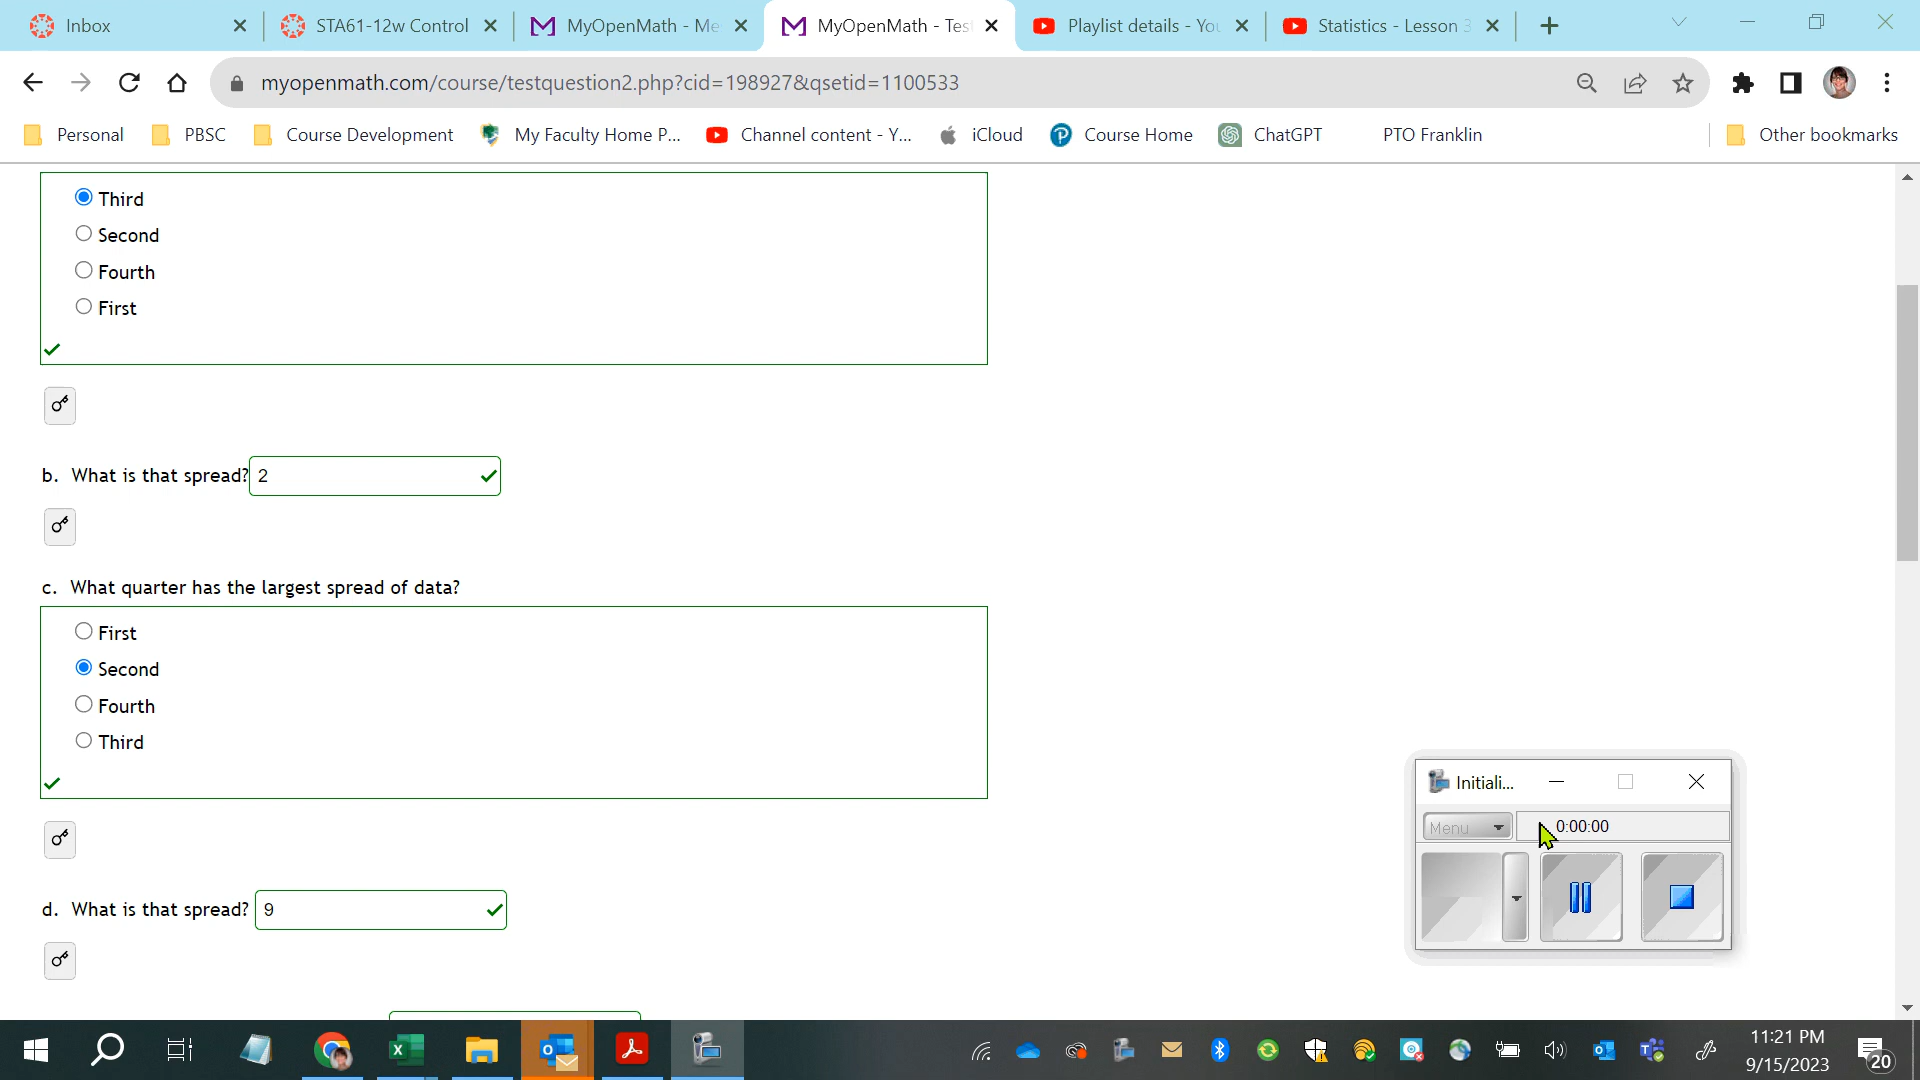 Inbox
STA61-12w Control
MyOpenMath - Me
MyOpenMath - Test
Playlist details - You
Statistics - Lesson 3
myopenmath.com/course/testquestion2.php?cid=198927&qsetid=1100533
Personal
PBSC
Course Development
My Faculty Home P...
Channel content - Y...
iCloud
Course Home
ChatGPT
PTO Franklin
Other bookmarks
Third
Second
Fourth
First
b. What is that spread? 2
c. What quarter has the largest spread of data?
First
Second
Fourth
Third
d. What is that spread? 9
Initiali...
Menu
0:00:00
11:21 PM
9/15/2023
20